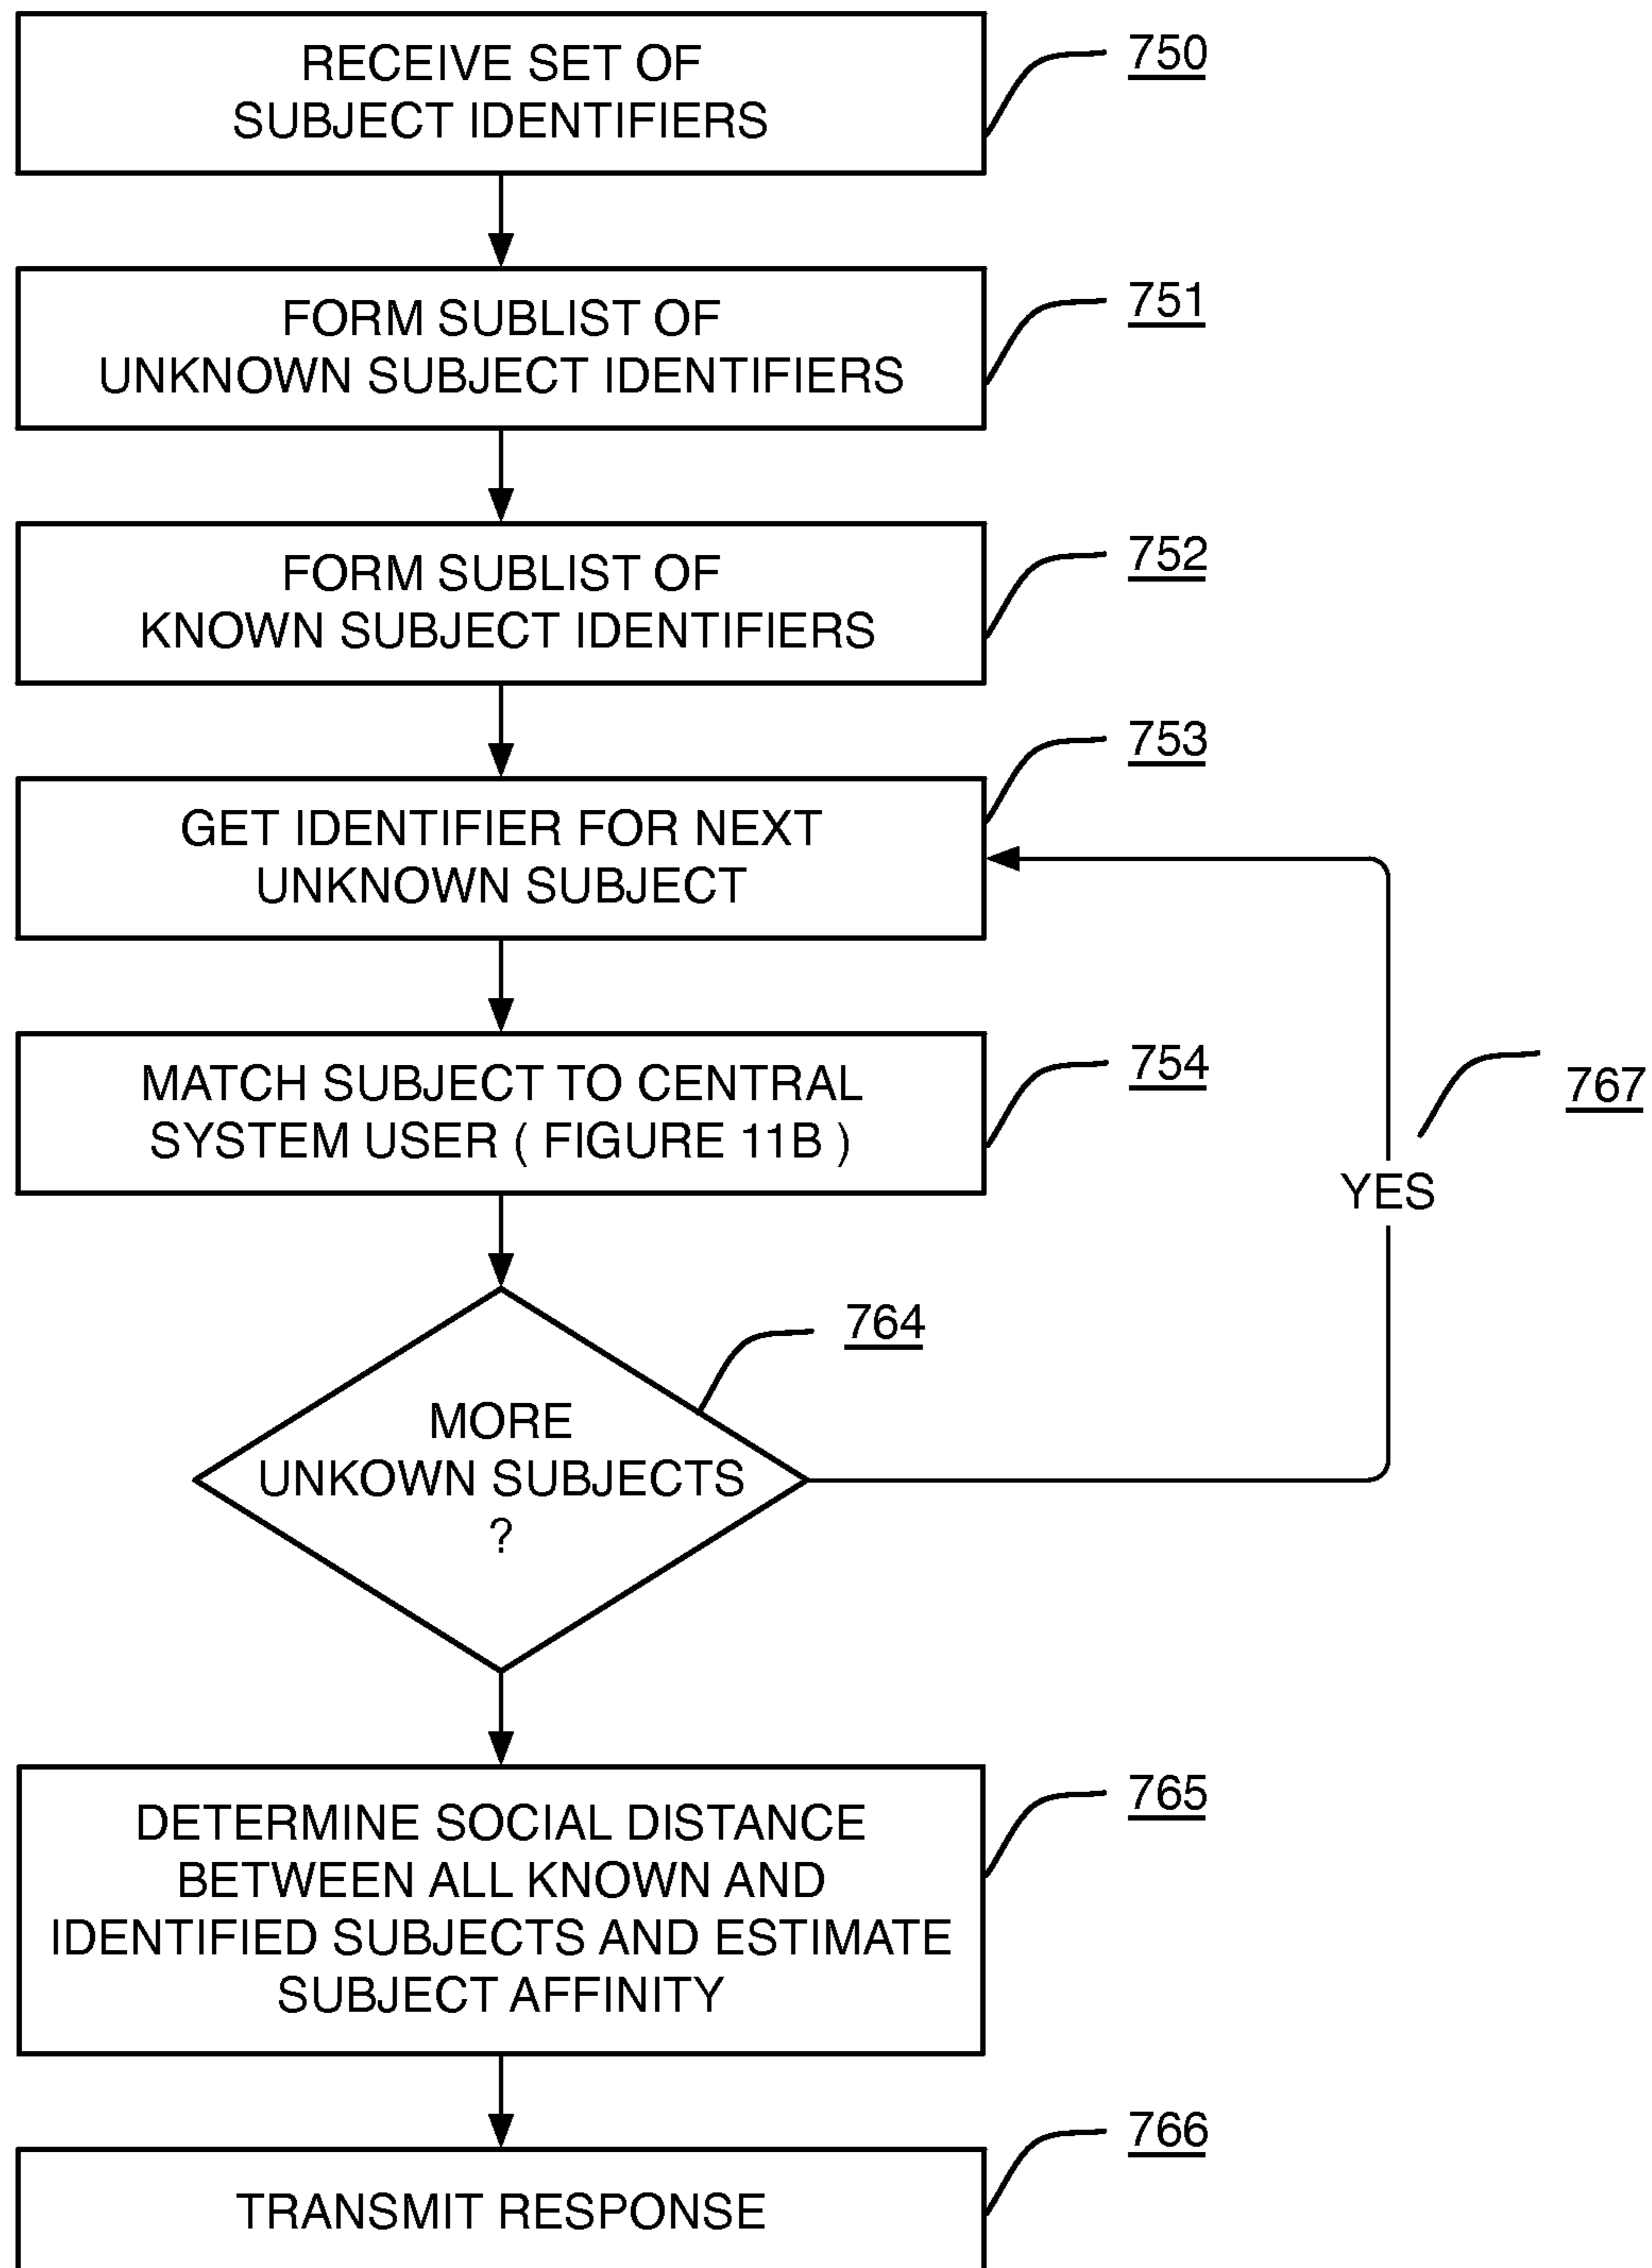 RECEIVE SET OF
SUBJECT IDENTIFIERS
750
FORM SUBLIST OF
UNKNOWN SUBJECT IDENTIFIERS
751
FORM SUBLIST OF
KNOWN SUBJECT IDENTIFIERS
752
GET IDENTIFIER FOR NEXT
UNKNOWN SUBJECT
753
MATCH SUBJECT TO CENTRAL
SYSTEM USER ( FIGURE 11B )
754
767
YES
764
MORE
UNKOWN SUBJECTS
?
DETERMINE SOCIAL DISTANCE
BETWEEN ALL KNOWN AND
IDENTIFIED SUBJECTS AND ESTIMATE
SUBJECT AFFINITY
765
TRANSMIT RESPONSE
766